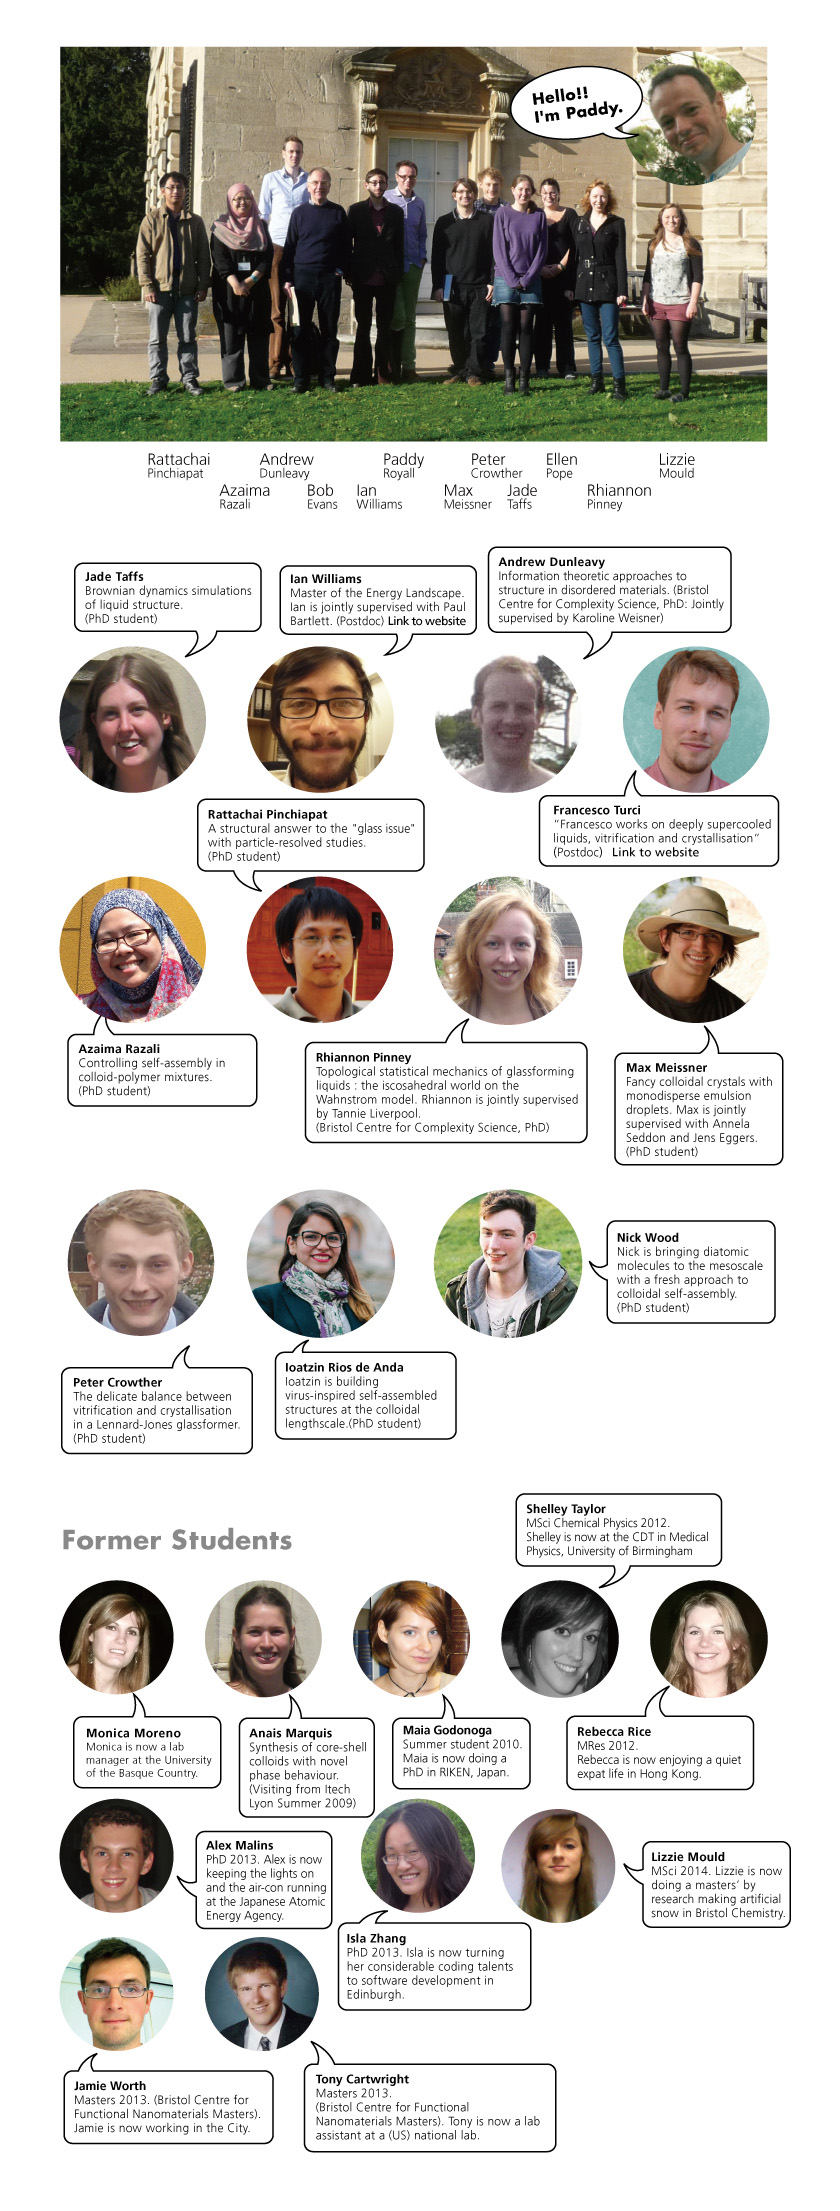 Hello!!
I'm Paddy.
Rattachai
Pinchiapat
Andrew
Dunleavy
Paddy
Royall
Peter
Crowther
Ellen
Pope
Lizzie
Mould
Azaima
Razali
Bob
Evans
Ian
Williams
Max
Meissner
Jade
Taffs
Rhiannon
Pinney
Jade Taffs
Brownian dynamics simulations
of liquid structure.
(PhD student)
Ian Williams
Master of the Energy Landscape.
Ian is jointly supervised with Paul
Bartlett. (Postdoc) Link to website
Andrew Dunleavy
Information theoretic approaches to
structure in disordered materials. (Bristol
Centre for Complexity Science, PhD: Jointly
supervised by Karoline Weisner)
Rattachai Pinchiapat
A structural answer to the "glass issue"
with particle-resolved studies.
(PhD student)
Francesco Turci
“Francesco works on deeply supercooled
liquids, vitrification and crystallisation”
(Postdoc) Link to website
Azaima Razali
Controlling self-assembly in
colloid-polymer mixtures.
(PhD student)
Rhiannon Pinney
Topological statistical mechanics of glassforming
liquids : the iscosahedral world on the
Wahnstrom model. Rhiannon is jointly supervised
by Tannie Liverpool.
(Bristol Centre for Complexity Science, PhD)
Max Meissner
Fancy colloidal crystals with
monodisperse emulsion
droplets. Max is jointly
supervised with Annela
Seddon and Jens Eggers.
(PhD student)
Nick Wood
Nick is bringing diatomic
molecules to the mesoscale
with a fresh approach to
colloidal self-assembly.
(PhD student)
Peter Crowther
The delicate balance between
vitrification and crystallisation
in a Lennard-Jones glassformer.
(PhD student)
Ioatzin Rios de Anda
Ioatzin is building
virus-inspired self-assembled
structures at the colloidal
lengthscale.(PhD student)
Former Students
Shelley Taylor
MSci Chemical Physics 2012.
Shelley is now at the CDT in Medical
Physics, University of Birmingham
Monica Moreno
Monica is now a lab
manager at the University
of the Basque Country.
Anais Marquis
Synthesis of core-shell
colloids with novel
phase behaviour.
(Visiting from Itech
Lyon Summer 2009)
Maia Godonoga
Summer student 2010.
Maia is now doing a
PhD in RIKEN, Japan.
Rebecca Rice
MRes 2012.
Rebecca is now enjoying a quiet
expat life in Hong Kong.
Alex Malins
PhD 2013. Alex is now
keeping the lights on
and the air-con running
at the Japanese Atomic
Energy Agency.
Isla Zhang
PhD 2013. Isla is now turning
her considerable coding talents
to software development in
Edinburgh.
Lizzie Mould
MSci 2014. Lizzie is now
doing a masters’ by
research making artificial
snow in Bristol Chemistry.
Jamie Worth
Masters 2013. (Bristol Centre for
Functional Nanomaterials Masters).
Jamie is now working in the City.
Tony Cartwright
Masters 2013.
(Bristol Centre for Functional
Nanomaterials Masters). Tony is now a lab
assistant at a (US) national lab.